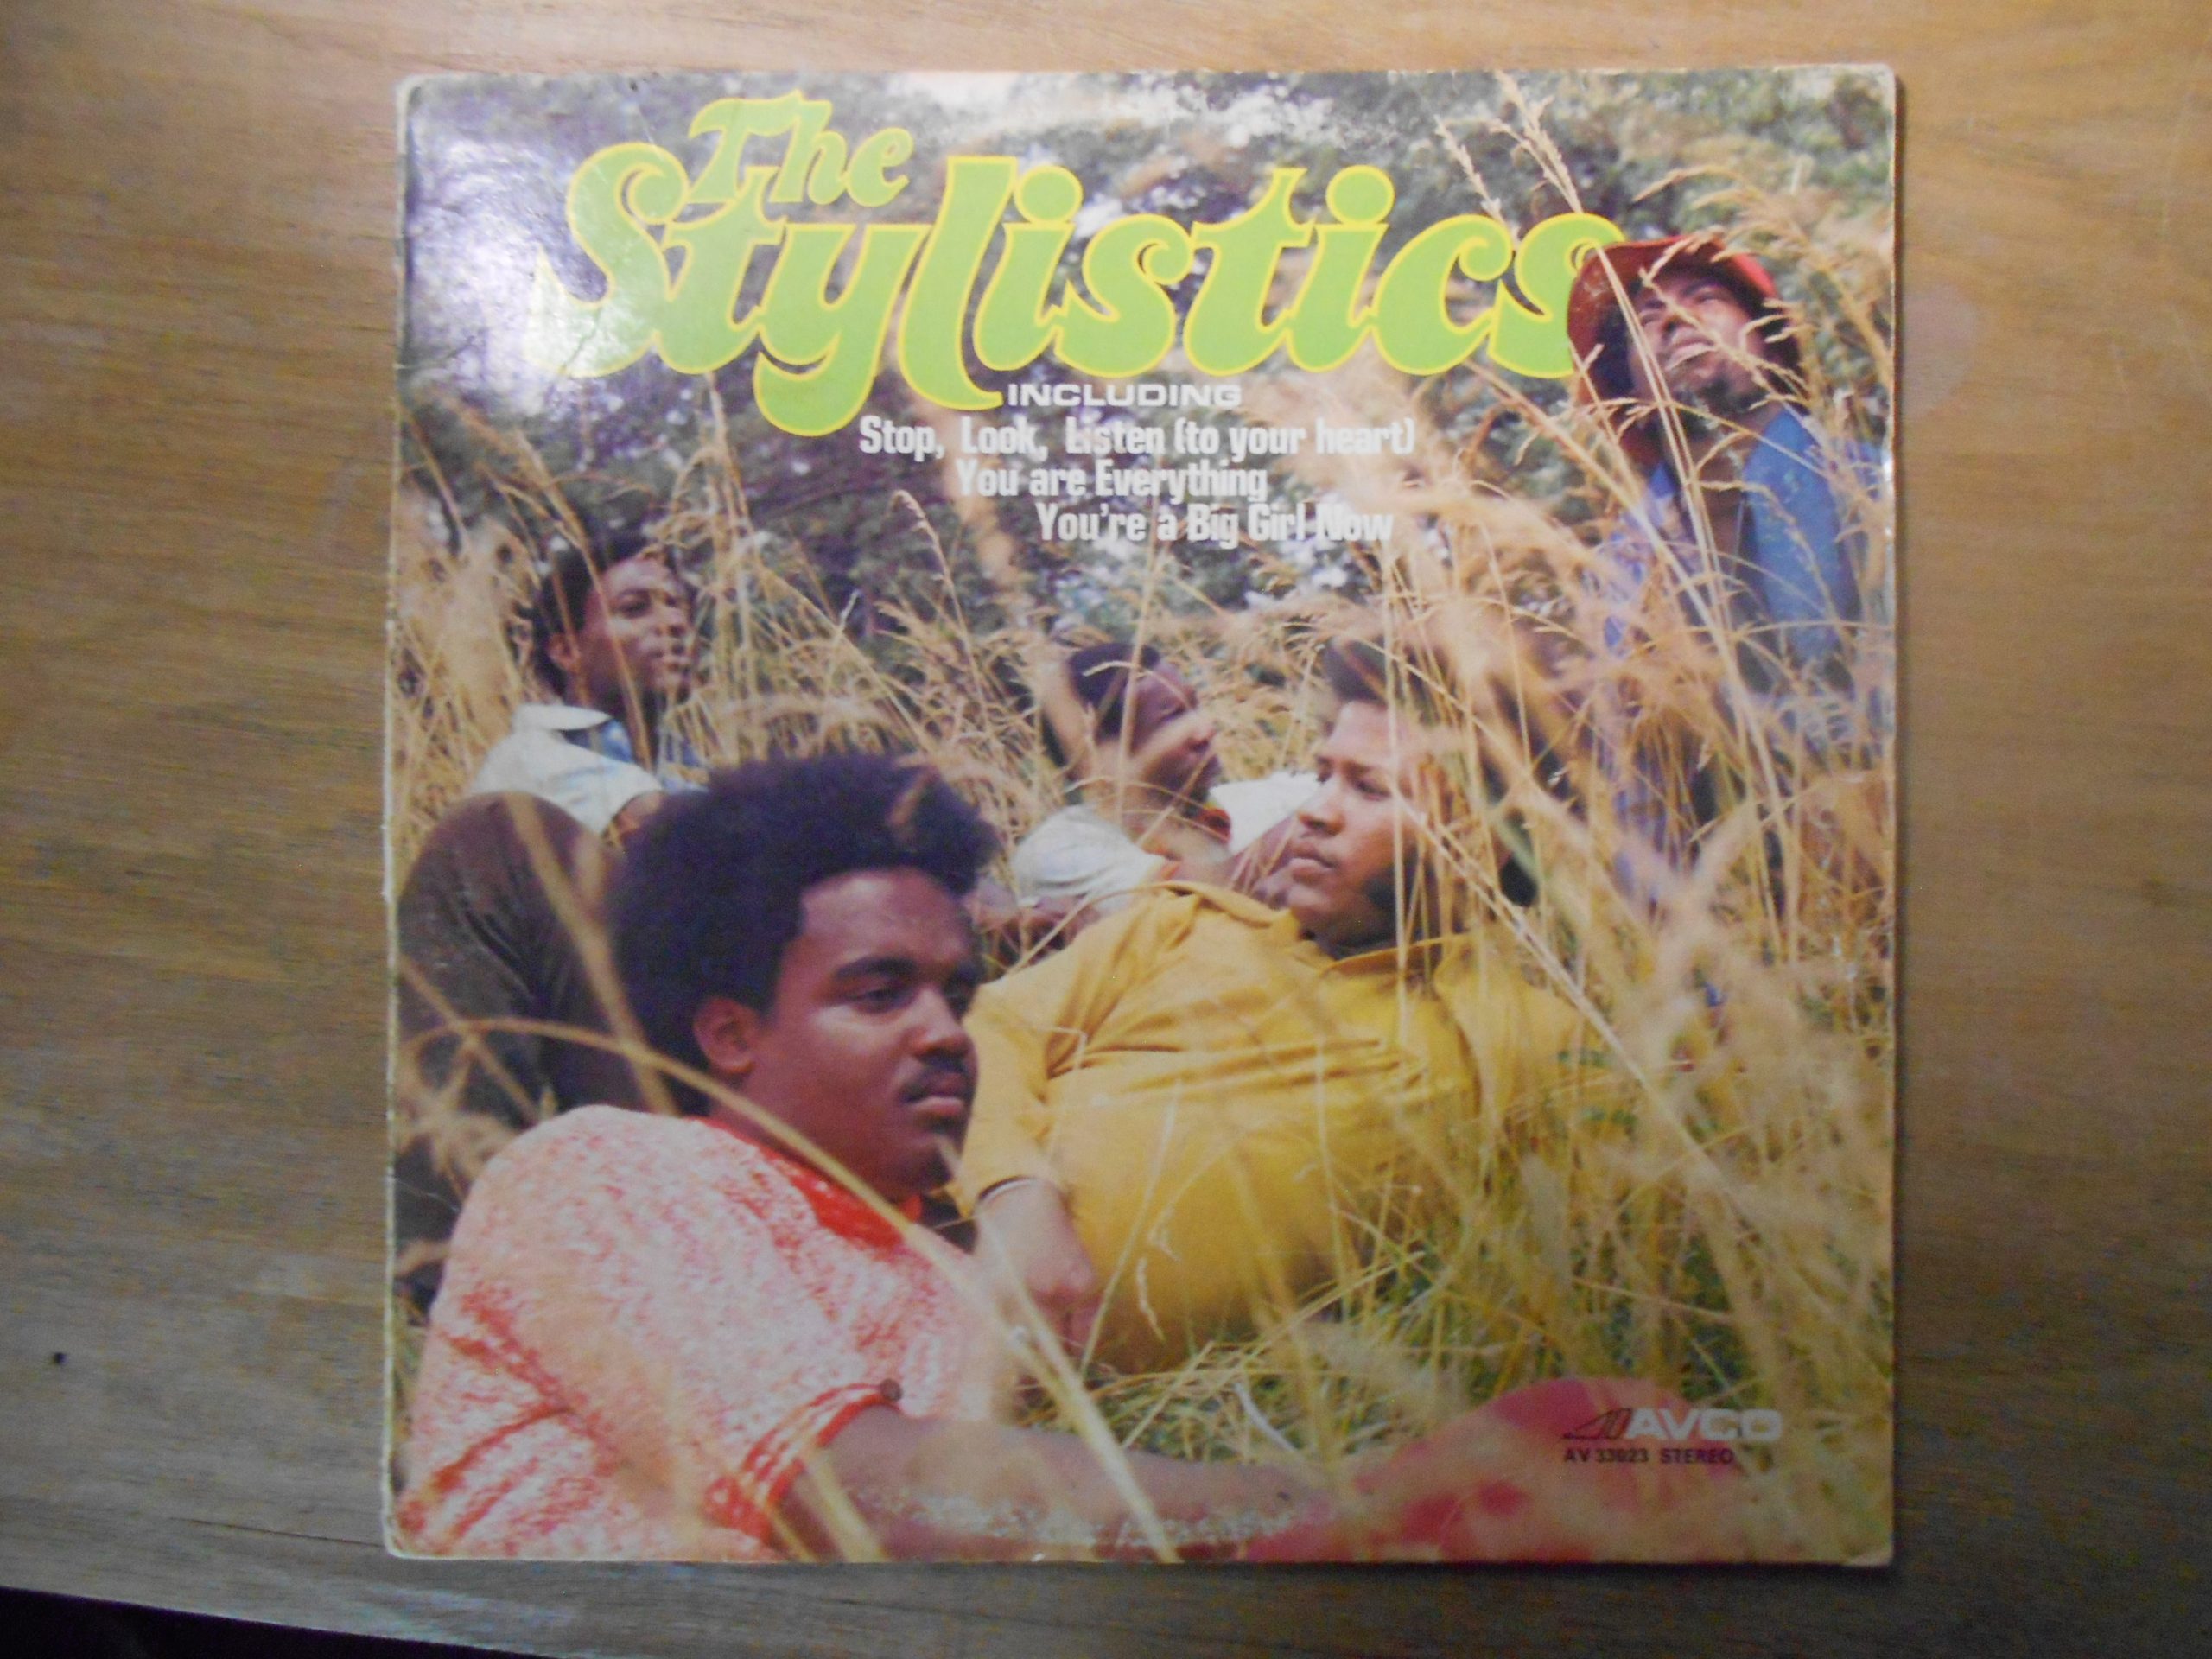 The
Stylistics
INCLUDING
Stop, Look, Listen (to your heart)
You are Everything
You're a Big Girl Now
AVCO
AV 33023 STEREO